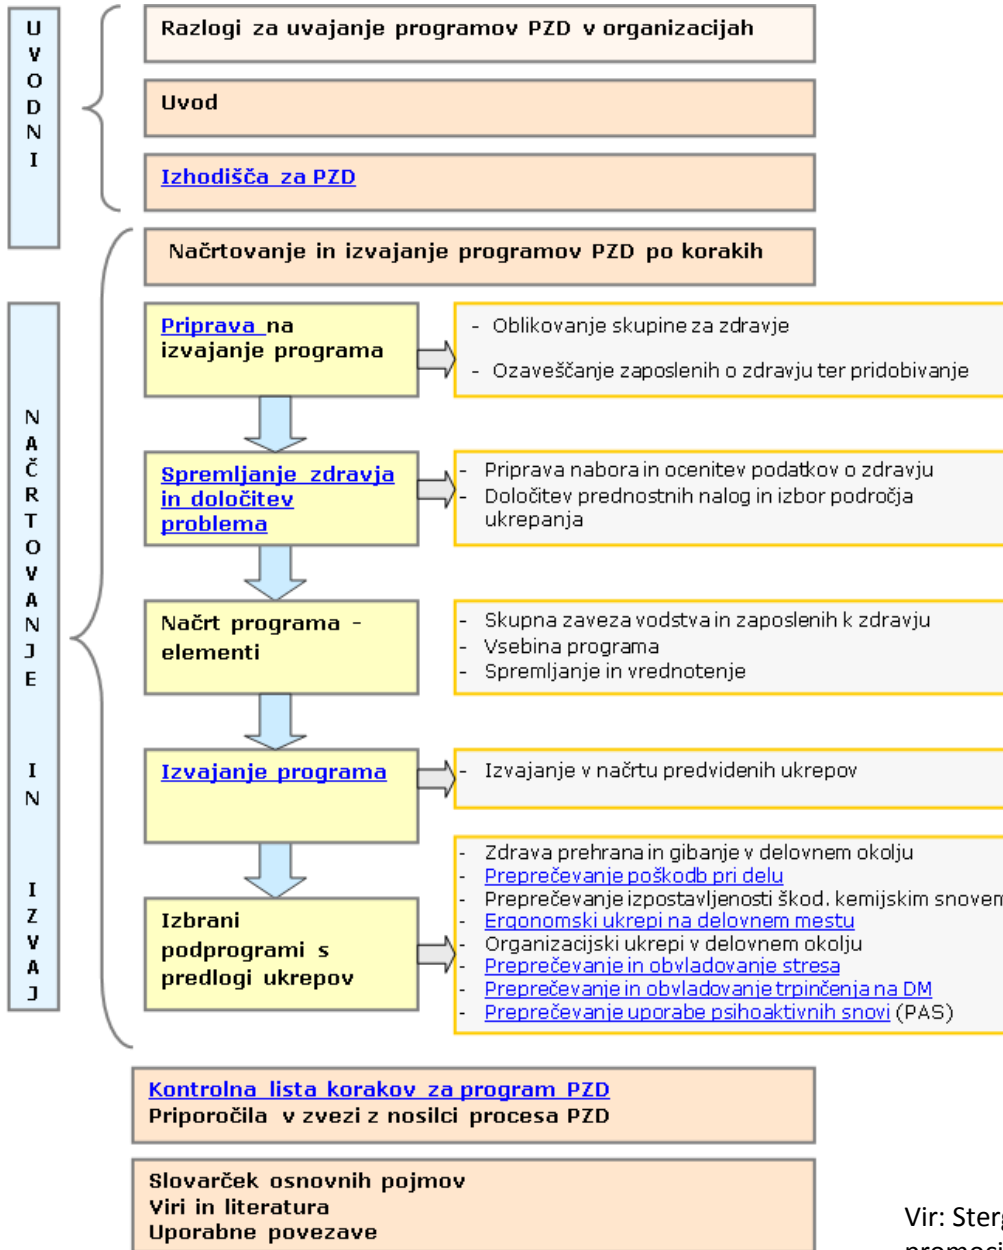 UVODNI
Razlogi za uvajanje programov PZD v organizacijah
Uvod
Izhodišča za PZD
NAČRTOVANJE IN IZVAJ
Načrtovanje in izvajanje programov PZD po korakih
Priprava na
izvajanje programa
- Oblikovanje skupine za zdravje
- Ozaveščanje zaposlenih o zdravju ter pridobivanje
Spremljanje zdravja
in določitev
problema
- Priprava nabora in ocenitev podatkov o zdravju
- Določitev prednostnih nalog in izbor področja
ukrepanja
Načrt programa -
elementi
- Skupna zaveza vodstva in zaposlenih k zdravju
- Vsebina programa
- Spremljanje in vrednotenje
Izvajanje programa
- Izvajanje v načrtu predvidenih ukrepov
Izbrani
podprogrami s
predlogi ukrepov
- Zdrava prehrana in gibanje v delovnem okolju
- Preprečevanje poškodb pri delu
- Preprečevanje izpostavljenosti škod. kemijskim snovem
- Ergonomski ukrepi na delovnem mestu
- Organizacijski ukrepi v delovnem okolju
- Preprečevanje in obvladovanje stresa
- Preprečevanje in obvladovanje trpinčenja na DM
- Preprečevanje uporabe psihoaktivnih snovi (PAS)
Kontrolna lista korakov za program PZD
Priporočila v zvezi z nosilci procesa PZD
Slovarček osnovnih pojmov
Viri in literatura
Uporabne povezave
Vir: